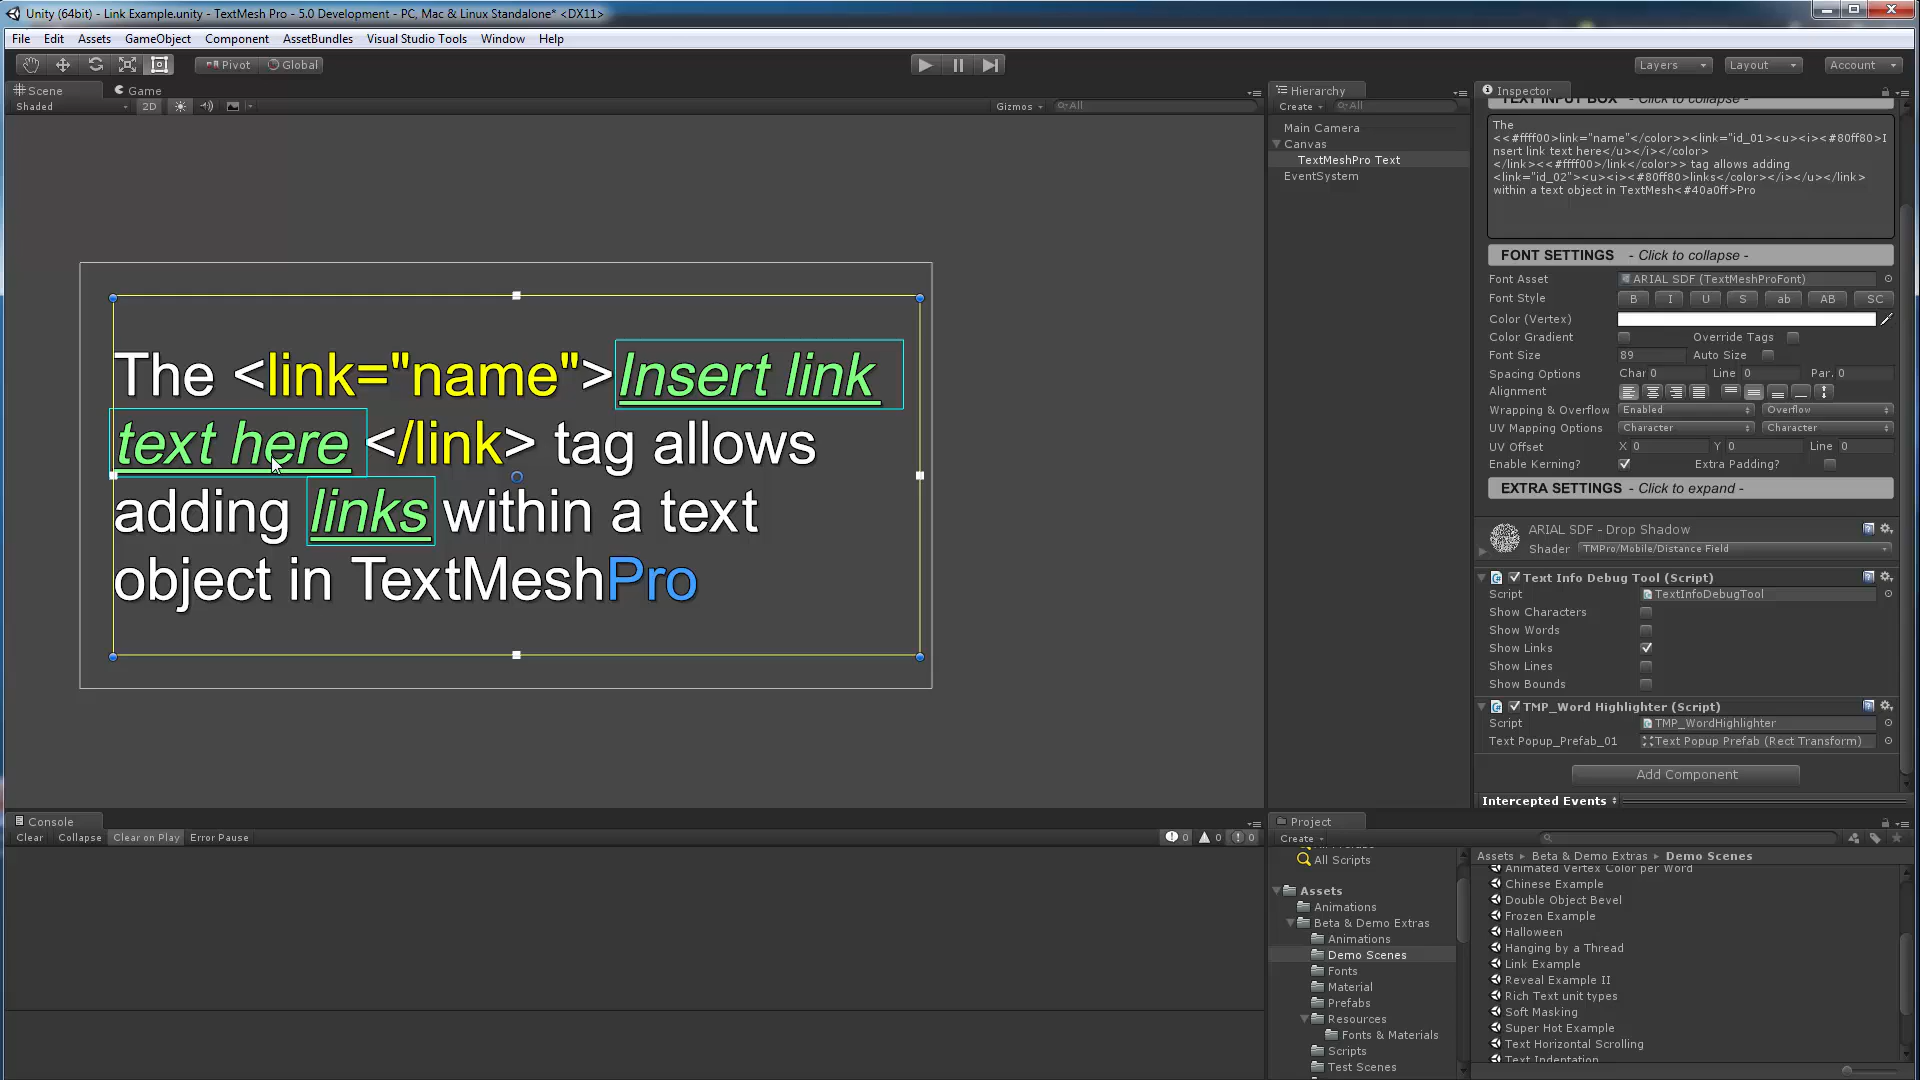 Unity (64bit) - Link Example.unity - TextMesh Pro - 5.0 Development - PC, Mac & Linux Standalone* <DX11>
File Edit Assets GameObject Component AssetBundles Visual Studio Tools Window Help
Pivot Global Layers Layout Account
Scene Game
Shaded 2D Gizmos All
The <link="name">Insert link
text here </link> tag allows
adding links within a text
object in TextMeshPro
Hierarchy
Create All
Main Camera
Canvas
TextMeshPro Text
EventSystem
Inspector
TEXT INPUT BOX - Click to collapse -
The
<<#ffff00>link="name"</color>><link="id_01><u><i><#80ff80>I
nsert link text here</u></i></color>
</link><<#ffff00>/link</color>> tag allows adding
<link="id_02"><u><i><#80ff80>links</color></i></u></link>
within a text object in TextMesh<#40a0ff>Pro
FONT SETTINGS - Click to collapse -
Font Asset ARIAL SDF (TextMeshProFont)
Font Style B I U S ab AB SC
Color (Vertex)
Color Gradient Override Tags
Font Size 89 Auto Size
Spacing Options Char 0 Line 0 Par. 0
Alignment
Wrapping & Overflow Enabled Overflow
UV Mapping Options Character Character
UV Offset X 0 Y 0 Line 0
Enable Kerning? Extra Padding?
EXTRA SETTINGS - Click to expand -
ARIAL SDF - Drop Shadow
Shader TMPro/Mobile/Distance Field
Text Info Debug Tool (Script)
Script TextInfoDebugTool
Show Characters
Show Words
Show Links
Show Lines
Show Bounds
TMP_Word Highlighter (Script)
Script TMP_WordHighlighter
Text Popup_Prefab_01 Text Popup Prefab (Rect Transform)
Add Component
Intercepted Events
Console
Clear Collapse Clear on Play Error Pause 0 0 0
Project
Create
All Scripts
Assets
Animations
Beta & Demo Extras
Animations
Demo Scenes
Fonts
Material
Prefabs
Resources
Fonts & Materials
Scripts
Test Scenes
Assets Beta & Demo Extras Demo Scenes
Animated Vertex Color per Word
Chinese Example
Double Object Bevel
Frozen Example
Halloween
Hanging by a Thread
Link Example
Reveal Example II
Rich Text unit types
Soft Masking
Super Hot Example
Text Horizontal Scrolling
Text Indentation